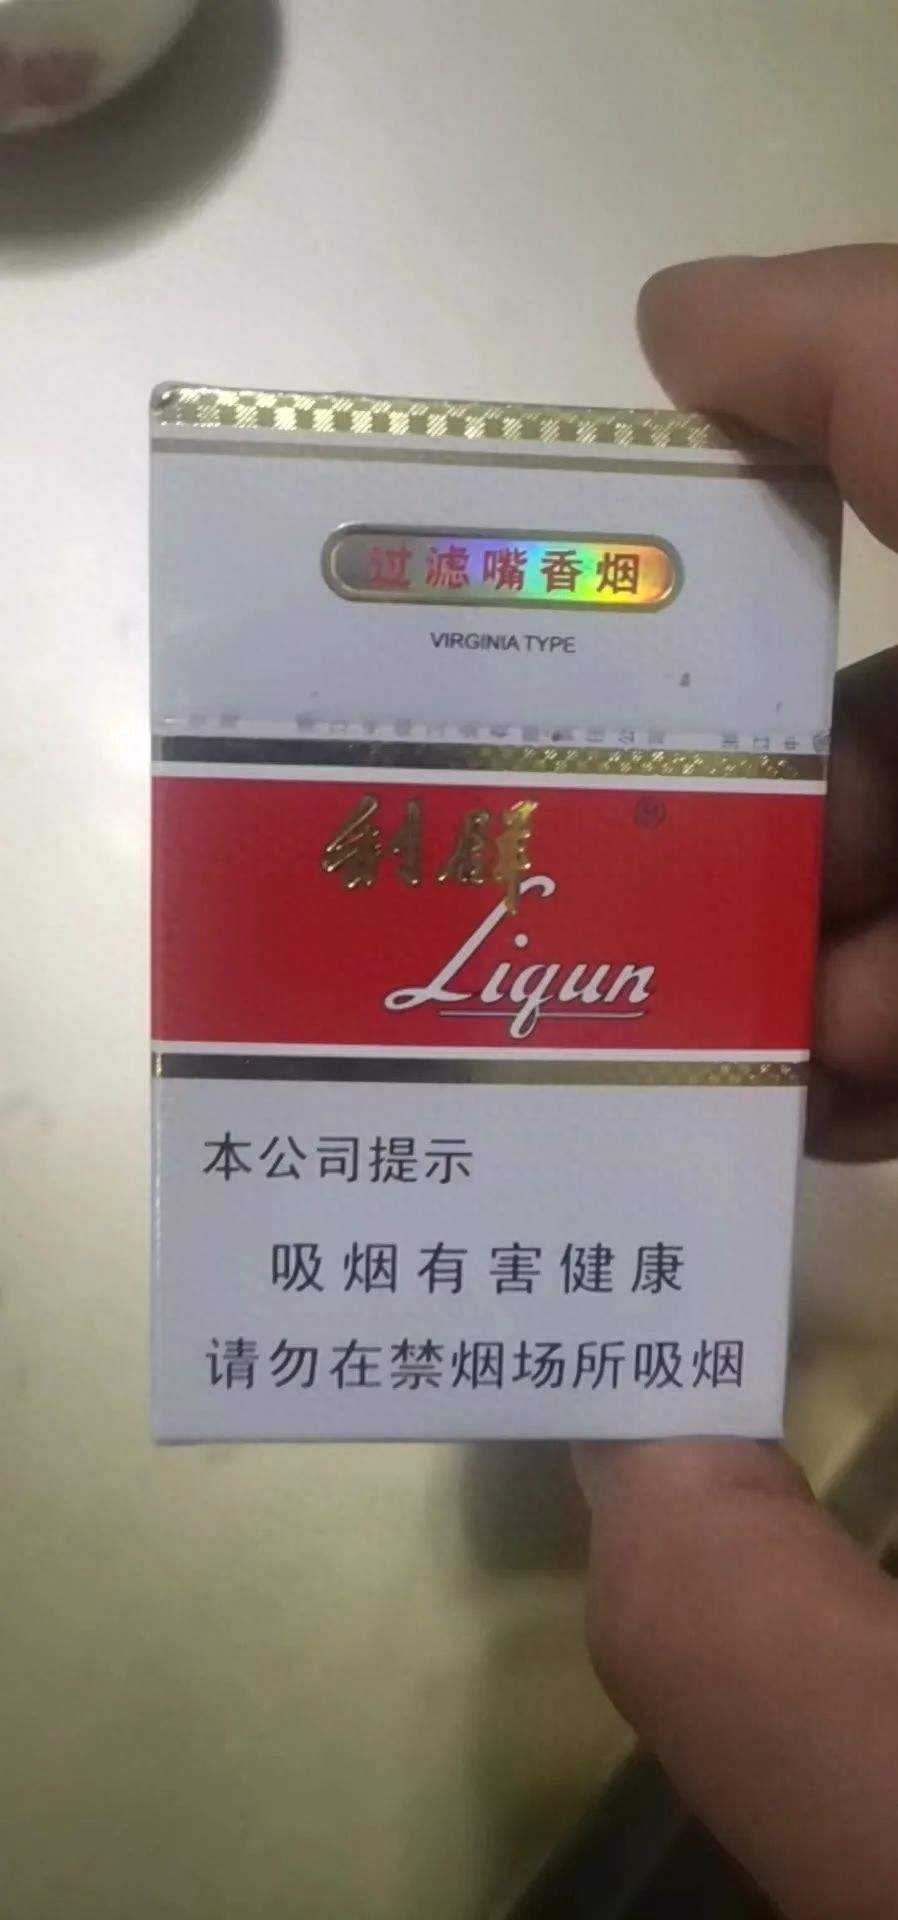 过滤嘴香烟
VIRGINIA TYPE
利群
Liqun
本公司提示
吸烟有害健康
请勿在禁烟场所吸烟